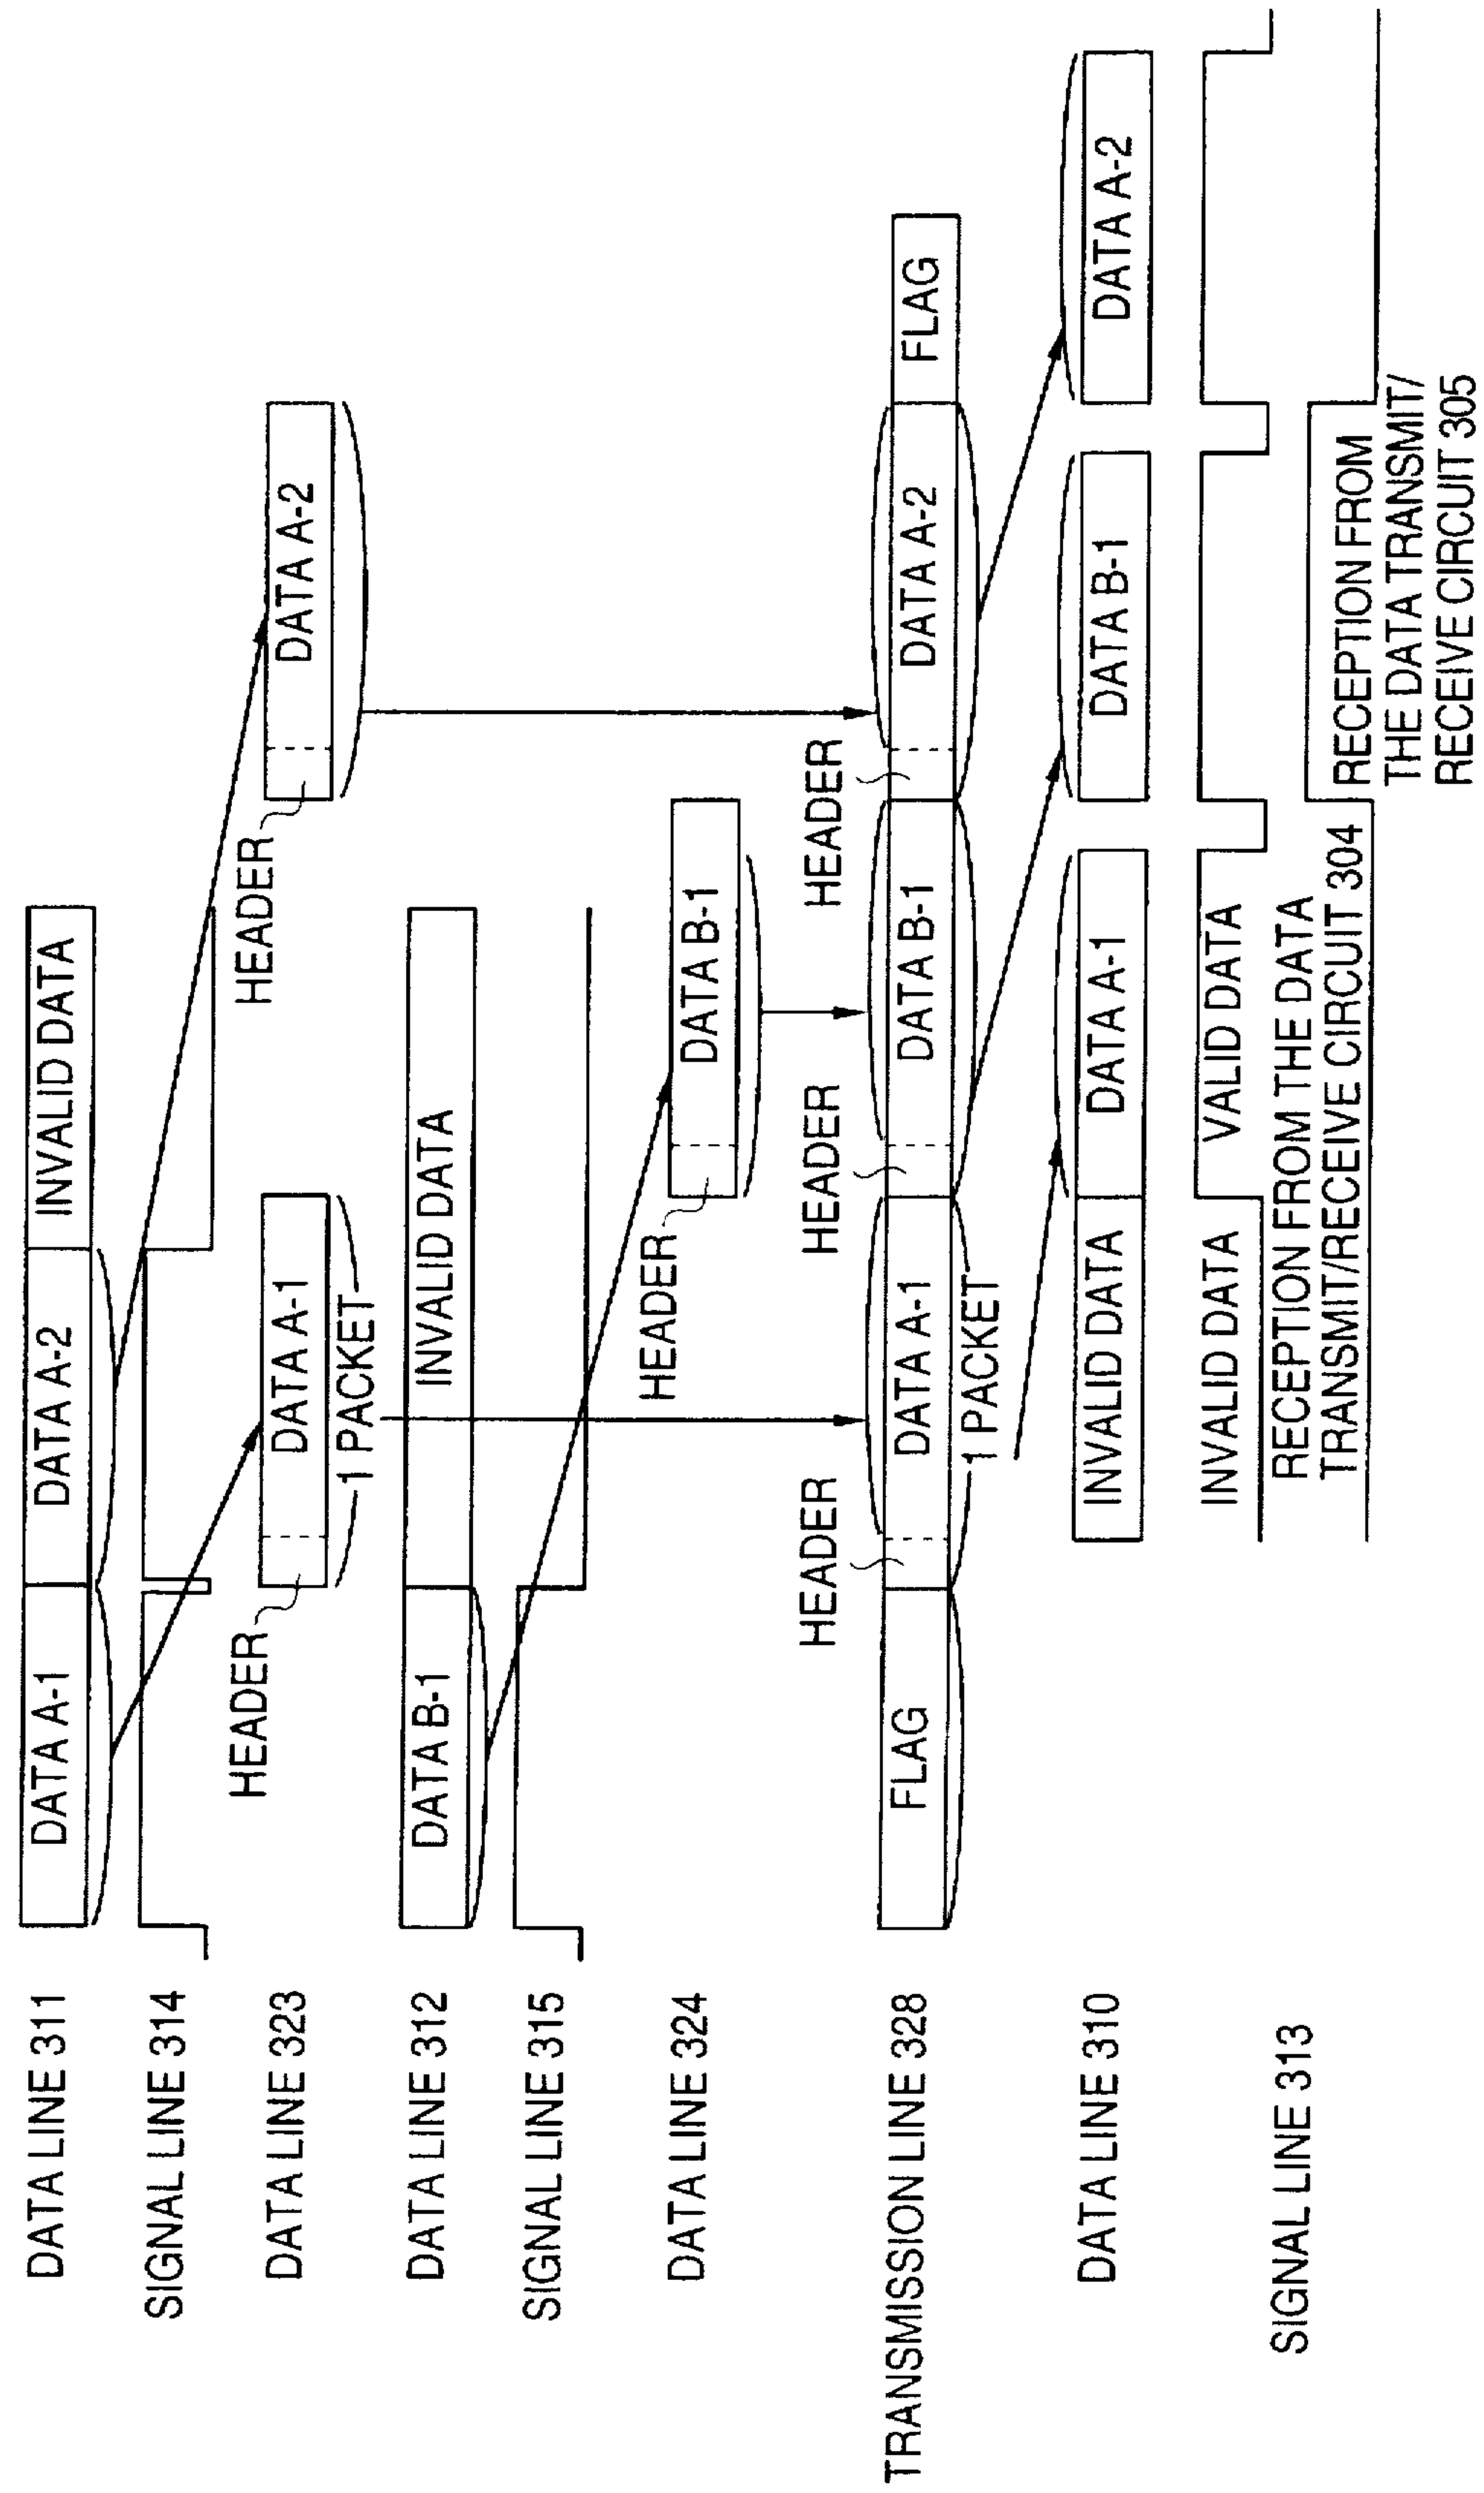 DATA LINE 311
DATA A-1
DATA A-2
INVALID DATA
SIGNAL LINE 314
DATA LINE 323
HEADER
DATA A-1
1 PACKET
HEADER
DATA A-2
DATA LINE 312
DATA B-1
INVALID DATA
SIGNAL LINE 315
DATA LINE 324
HEADER
DATA B-1
HEADER
HEADER
HEADER
TRANSMISSION LINE 328
FLAG
DATA A-1
DATA B-1
DATA A-2
FLAG
1 PACKET
DATA LINE 310
INVALID DATA
DATA A-1
DATA B-1
DATA A-2
INVALID DATA
VALID DATA
SIGNAL LINE 313
RECEPTION FROM THE DATA
TRANSMIT/RECEIVE CIRCUIT 304
RECEPTION FROM
THE DATA TRANSMIT/
RECEIVE CIRCUIT 305